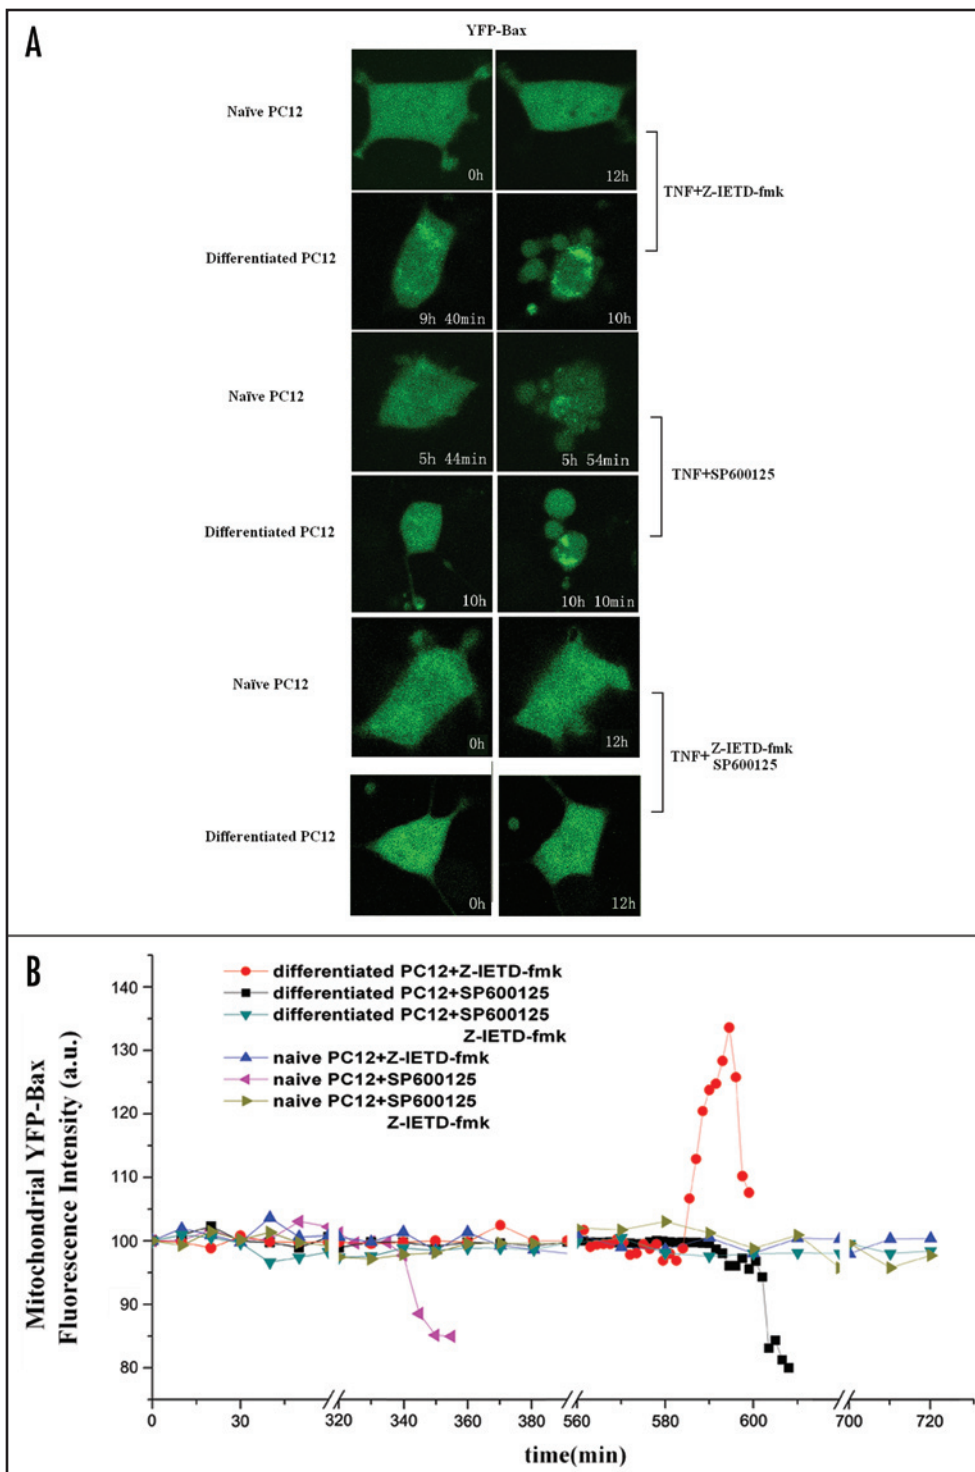 A
YFP-Bax
Naïve PC12
0h
12h
TNF+Z-IETD-fmk
Differentiated PC12
9h 40min
10h
Naïve PC12
5h 44min
5h 54min
TNF+SP600125
Differentiated PC12
10h
10h 10min
Naïve PC12
0h
12h
TNF+ Z-IETD-fmk
SP600125
Differentiated PC12
0h
12h
B
Mitochondrial YFP-Bax
Fluorescence Intensity (a.u.)
140
130
120
110
100
90
80
differentiated PC12+Z-IETD-fmk
differentiated PC12+SP600125
differentiated PC12+SP600125
Z-IETD-fmk
naive PC12+Z-IETD-fmk
naive PC12+SP600125
naive PC12+SP600125
Z-IETD-fmk
0 30 320 340 360 380 560 580 600 700 720
time(min)